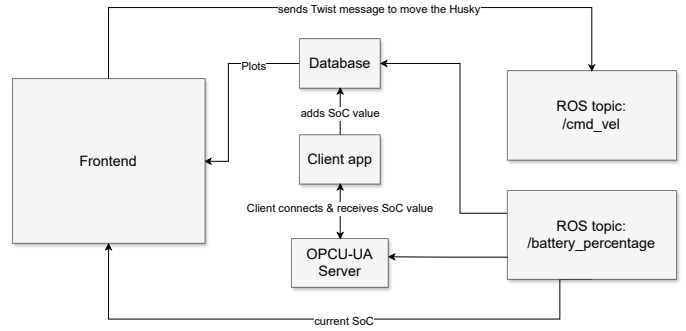 sends Twist message to move the Husky
Plots
Database
ROS topic:
/cmd_vel
adds SoC value
Frontend
Client app
Client connects & receives SoC value
ROS topic:
/battery_percentage
OPCU-UA
Server
current SoC